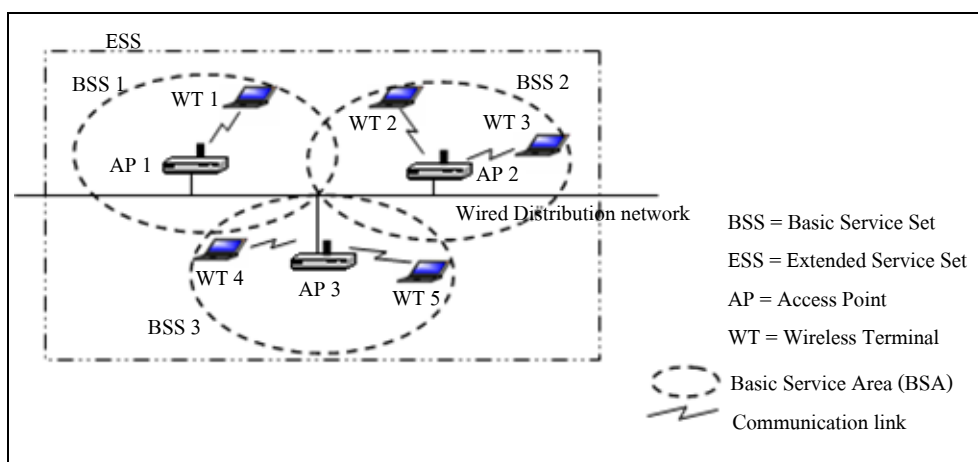 ESS
BSS 1
BSS 2
WT 1
WT 2
WT 3
AP 1
AP 2
Wired Distribution network
WT 4
AP 3
WT 5
BSS 3
BSS = Basic Service Set
ESS = Extended Service Set
AP = Access Point
WT = Wireless Terminal
Basic Service Area (BSA)
Communication link